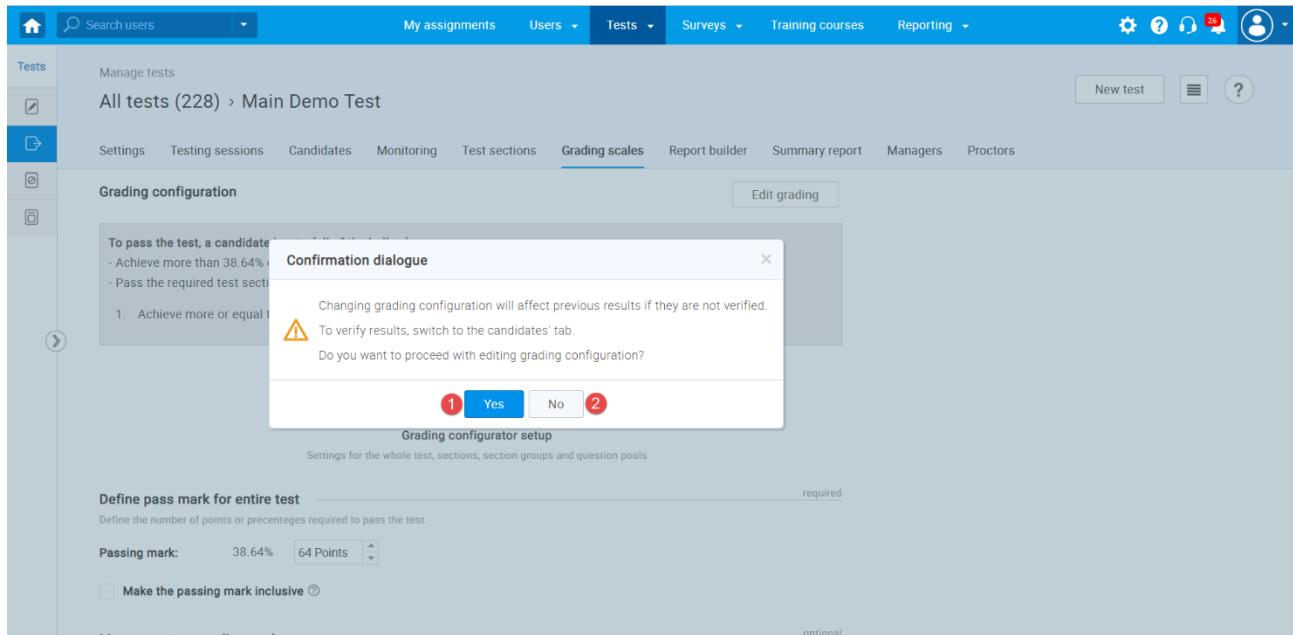 Search users
My assignments Users Tests Surveys Training courses Reporting
26
Tests
Manage tests
All tests (228) › Main Demo Test
New test
?
Settings Testing sessions Candidates Monitoring Test sections Grading scales Report builder Summary report Managers Proctors
Grading configuration
Edit grading
To pass the test, a candidate
- Achieve more than 38.64%
- Pass the required test secti
1. Achieve more or equal t
Confirmation dialogue
Changing grading configuration will affect previous results if they are not verified.
To verify results, switch to the candidates' tab.
Do you want to proceed with editing grading configuration?
1 Yes No 2
Grading configurator setup
Settings for the whole test, sections, section groups and question pools
Define pass mark for entire test
required
Define the number of points or precenteges required to pass the test.
Passing mark: 38.64% 64 Points
Make the passing mark inclusive ?
optional